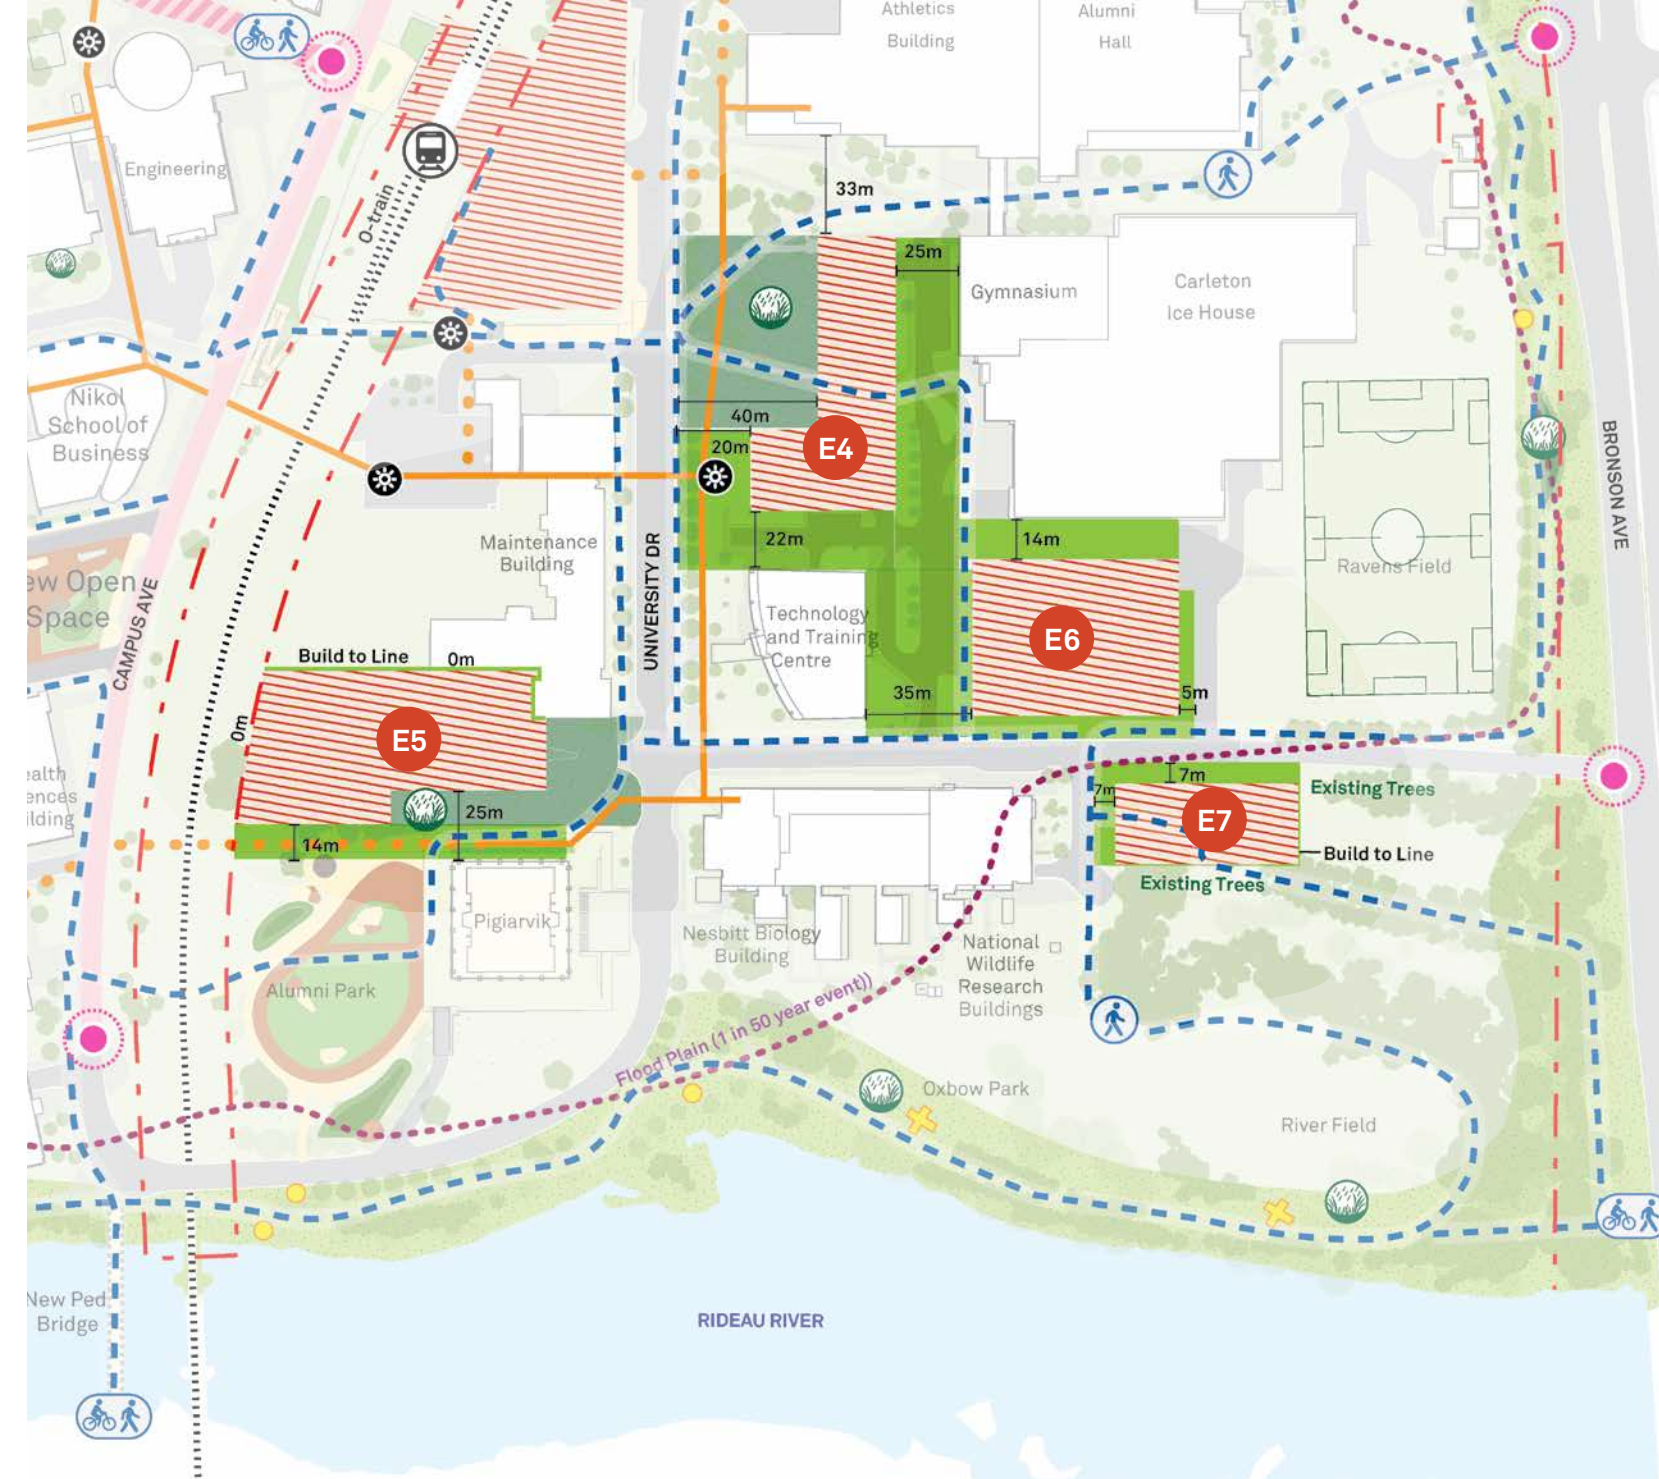 Athletics
Building
Alumni
Hall
Engineering
O-train
33m
25m
Gymnasium
Carleton
Ice House
Nikol
School of
Business
40m
20m
E4
BRONSON AVE
Maintenance
Building
UNIVERSITY DR
22m
14m
Ravens Field
ew Open
Space
CAMPUS AVE
Technology
and Training
Centre
E6
Build to Line
0m
35m
5m
0m
E5
7m
7m
Existing Trees
E7
Build to Line
Existing Trees
ealth
ences
ilding
25m
14m
Pigiarvik
Nesbitt Biology
Building
National
Wildlife
Research
Buildings
Alumni Park
Flood Plain (1 in 50 year event))
Oxbow Park
River Field
New Ped
Bridge
RIDEAU RIVER